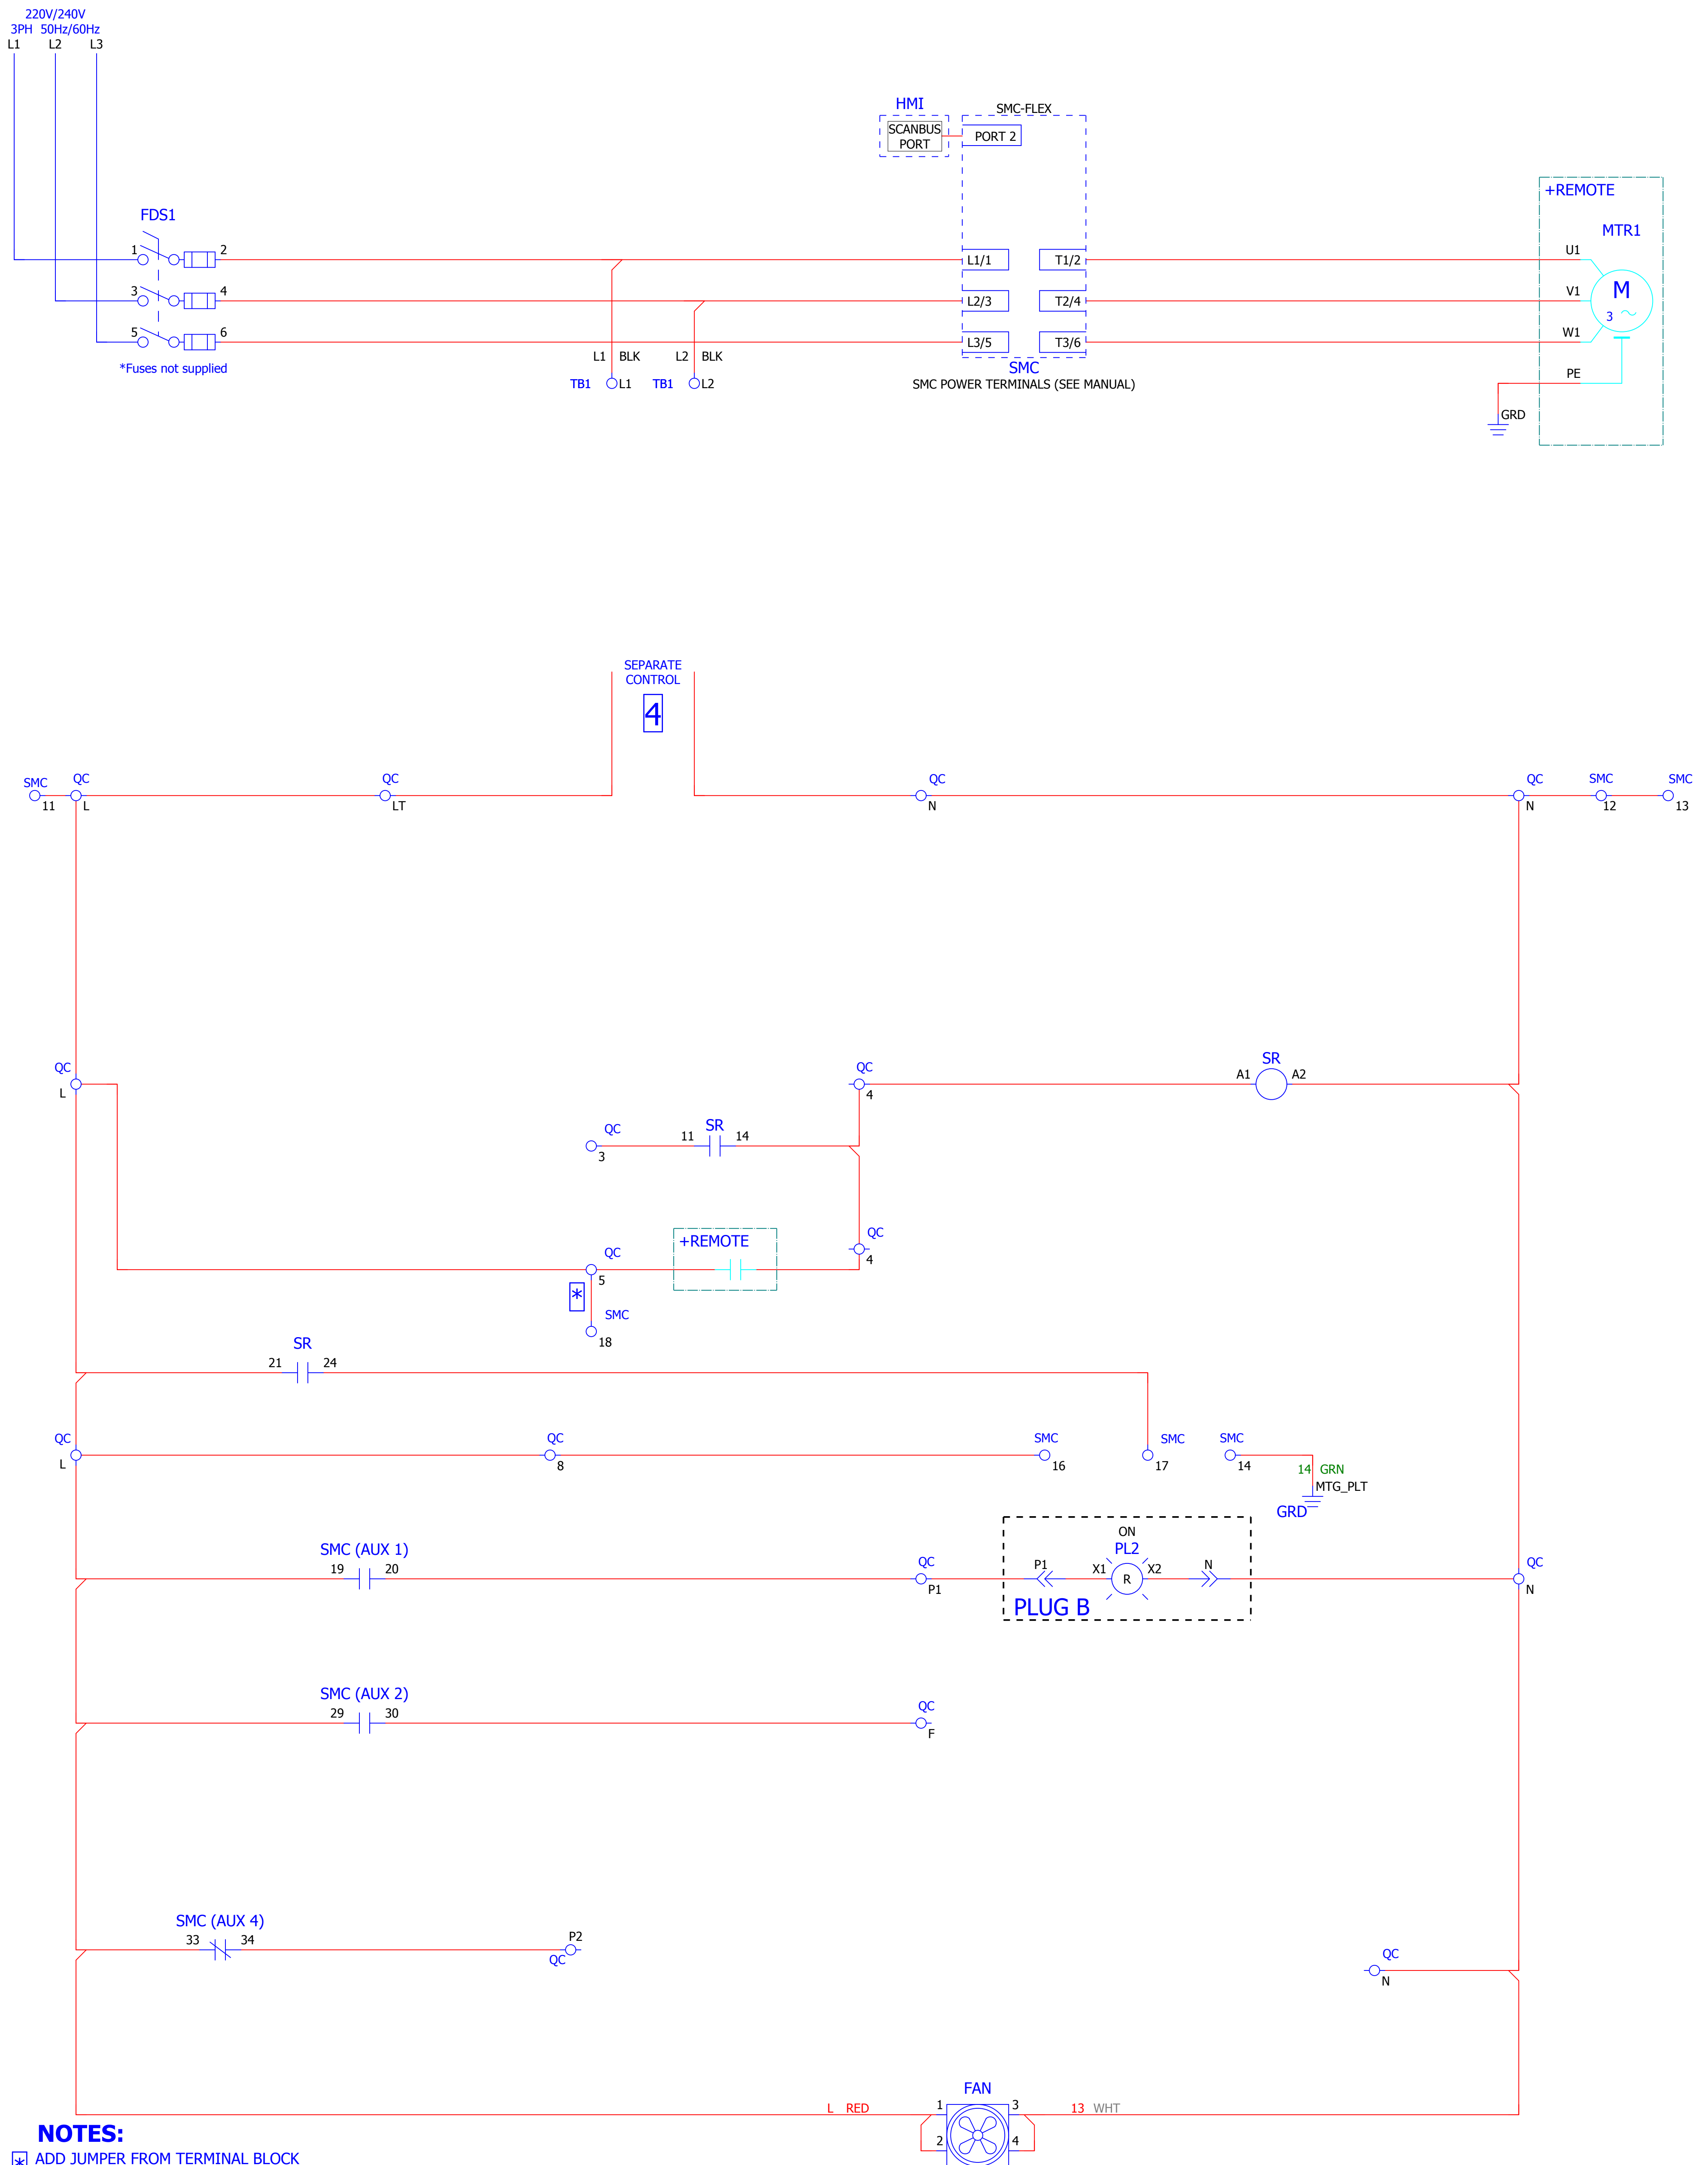 220V/240V
3PH 50Hz/60Hz
L1 L2 L3
HMI
SCANBUS
PORT
SMC-FLEX
PORT 2
+REMOTE
MTR1
FDS1
1 2
3 4
5 6
*Fuses not supplied
L1/1 T1/2
L2/3 T2/4
L3/5 T3/6
U1
V1
W1
PE
M
3
GRD
L1 BLK L2 BLK
TB1 L1 TB1 L2
SMC
SMC POWER TERMINALS (SEE MANUAL)
SEPARATE
CONTROL
4
SMC QC QC QC QC SMC SMC
11 L LT N N 12 13
QC QC SR
L 4 A1 A2
QC SR
3 11 14
QC +REMOTE QC
5 4
*
SMC
18
SR
21 24
QC QC SMC SMC SMC
L 8 16 17 14
14 GRN
MTG_PLT
GRD
SMC (AUX 1)
19 20
QC
P1
ON
PL2
P1 X1 R X2 N
PLUG B
QC
N
SMC (AUX 2)
29 30
QC
F
SMC (AUX 4)
33 34
P2
QC
QC
N
FAN
L RED 1 3 13 WHT
2 4
NOTES:
* ADD JUMPER FROM TERMINAL BLOCK